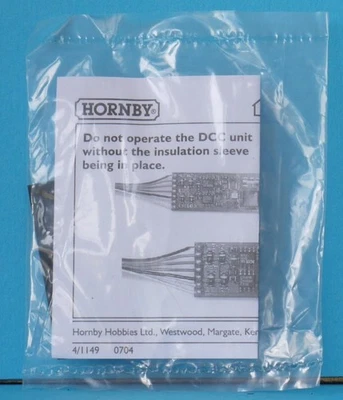 HORNBY®
Do not operate the DCC unit
without the insulation sleeve
being in place.
Hornby Hobbies Ltd., Westwood, Margate,
4/1149 0704